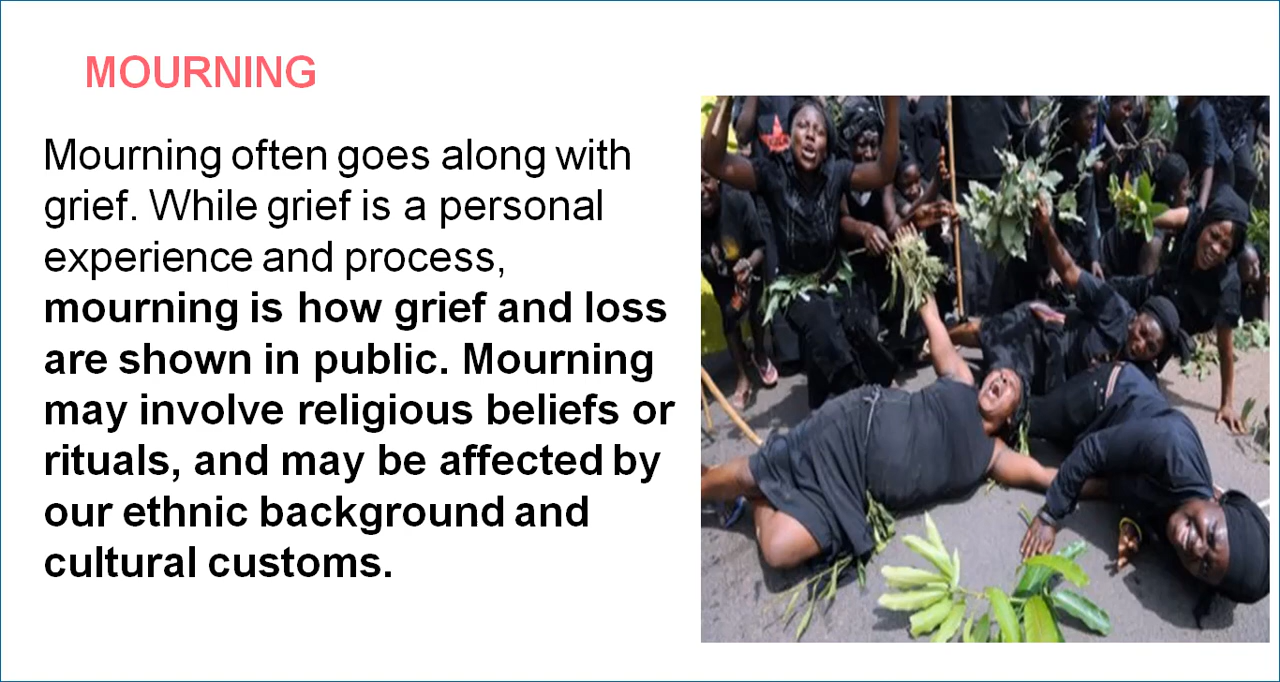 MOURNING
Mourning often goes along with
grief. While grief is a personal
experience and process,
mourning is how grief and loss
are shown in public. Mourning
may involve religious beliefs or
rituals, and may be affected by
our ethnic background and
cultural customs.